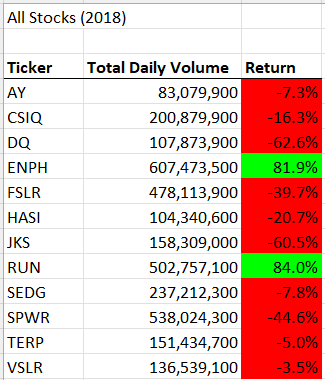 All Stocks (2018)
Ticker Total Daily Volume Return
AY 83,079,900 -7.3%
CSIQ 200,879,900 -16.3%
DQ 107,873,900 -62.6%
ENPH 607,473,500 81.9%
FSLR 478,113,900 -39.7%
HASI 104,340,600 -20.7%
JKS 158,309,000 -60.5%
RUN 502,757,100 84.0%
SEDG 237,212,300 -7.8%
SPWR 538,024,300 -44.6%
TERP 151,434,700 -5.0%
VSLR 136,539,100 -3.5%